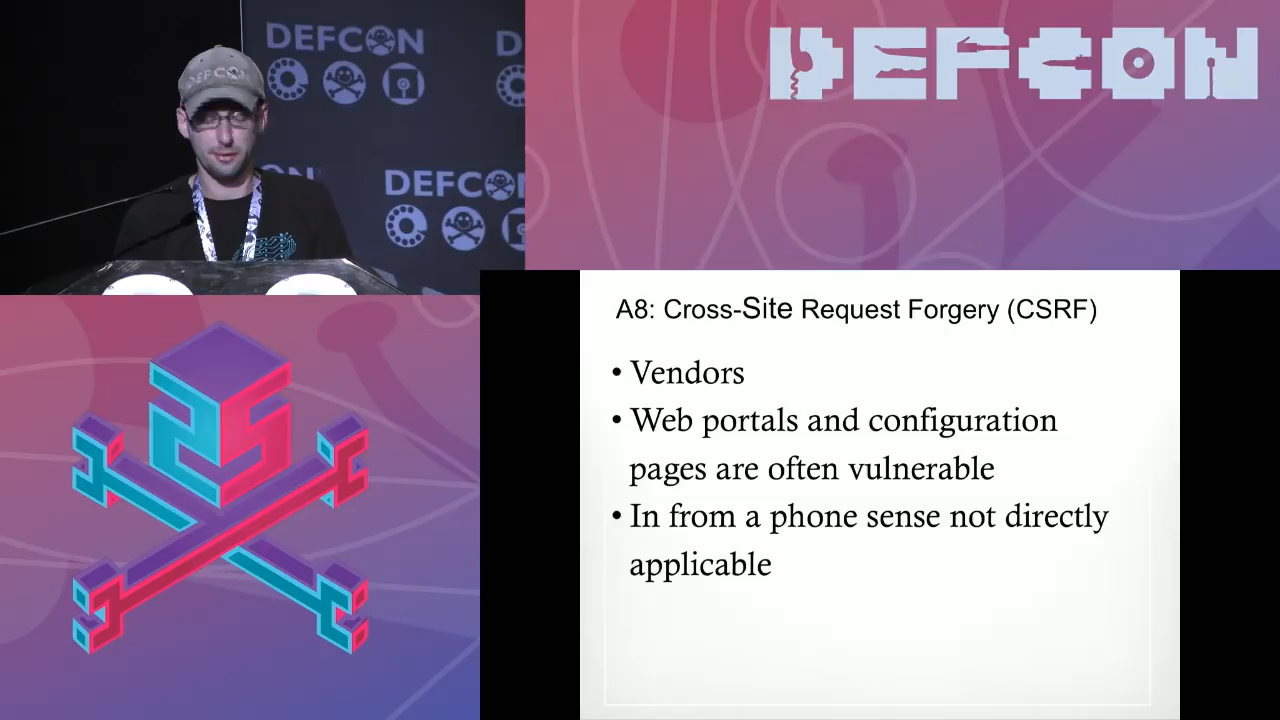 DEFCON
D
DEFCON
DEFCON
ON
DEFCON
A8: Cross-Site Request Forgery (CSRF)
• Vendors
• Web portals and configuration
pages are often vulnerable
• In from a phone sense not directly
applicable